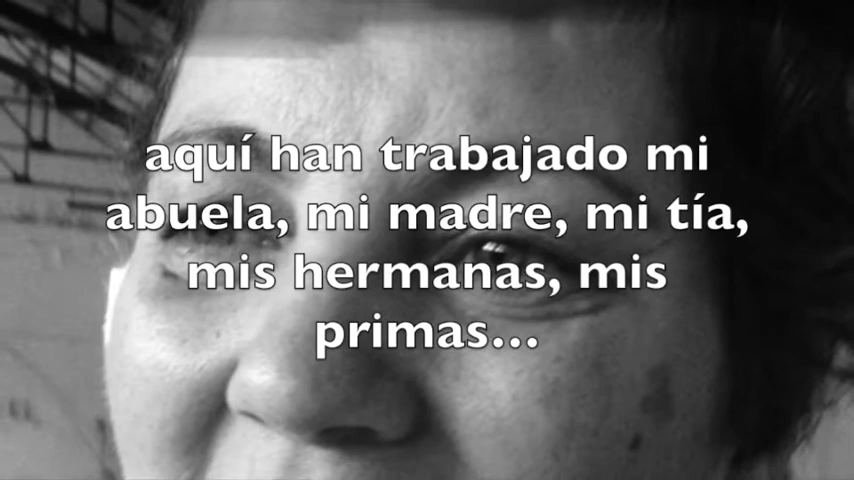 aquí han trabajado mi
abuela, mi madre, mi tía,
mis hermanas, mis
primas...